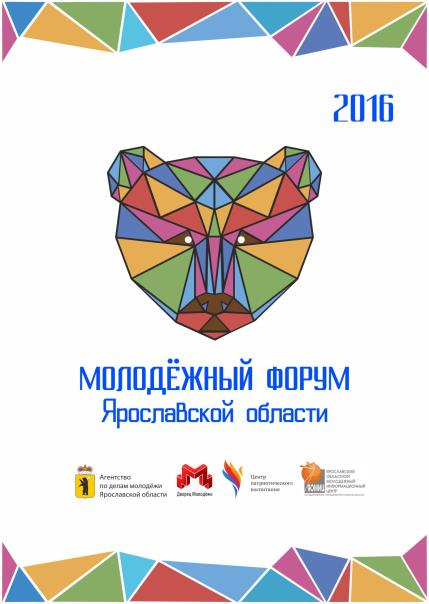 2016
МОЛОДЁЖНЫЙ ФОРУМ
Ярославской области
Агентство
по делам молодёжи
Ярославской области
Дворец Молодёжи
Центр
патриотического
воспитания
ЯРОСЛАВСКИЙ
ОБЛАСТНОЙ
МОЛОДЕЖНЫЙ
ИНФОРМАЦИОННЫЙ
ЦЕНТР